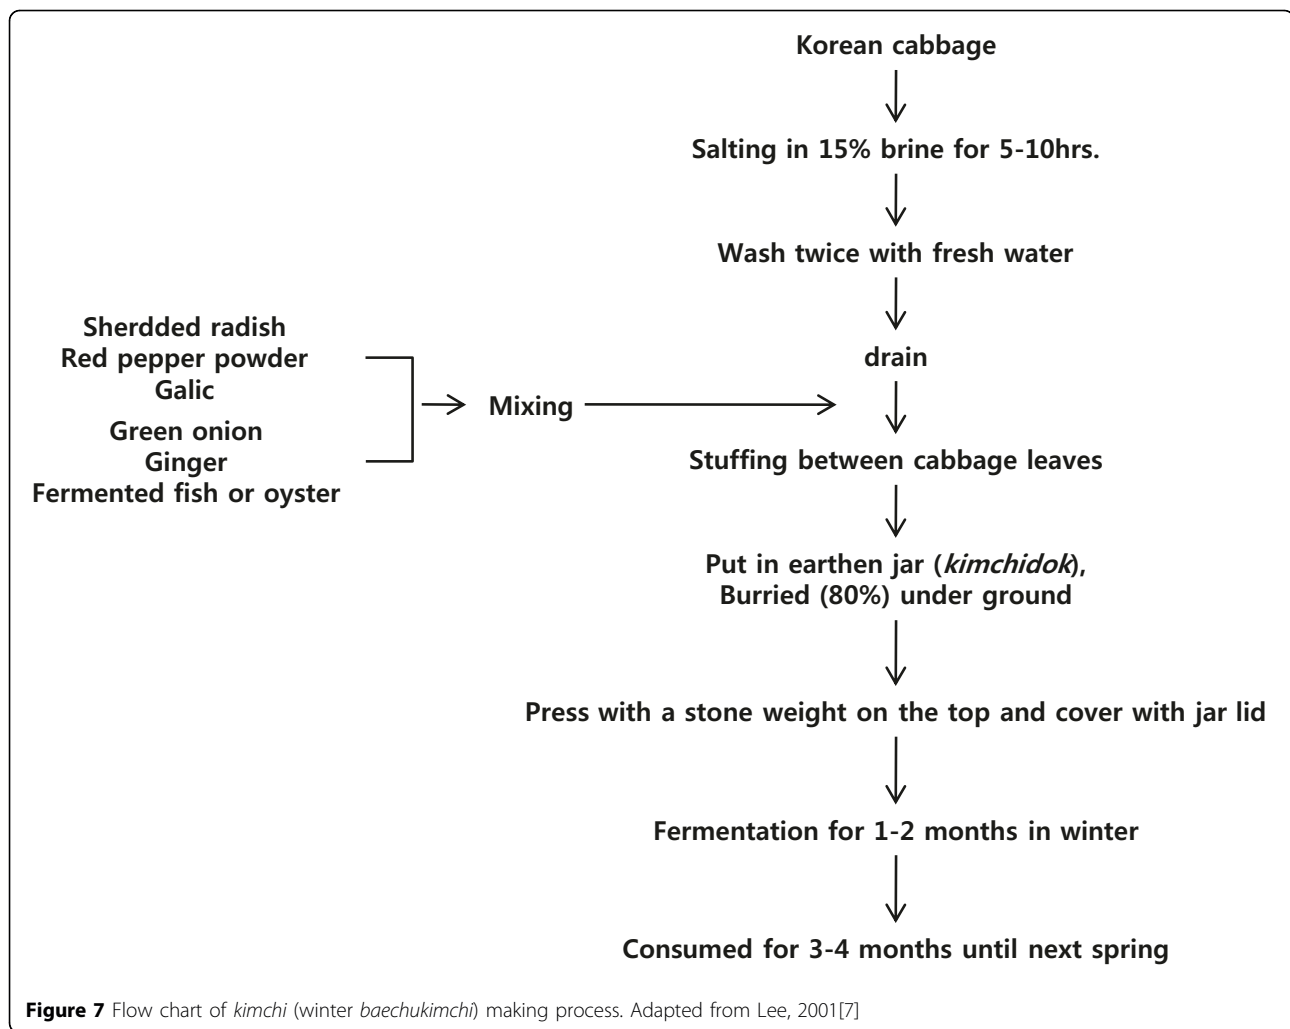 Korean cabbage
Salting in 15% brine for 5-10hrs.
Wash twice with fresh water
drain
Sherdded radish
Red pepper powder
Galic
Green onion
Ginger
Fermented fish or oyster
Mixing
Stuffing between cabbage leaves
Put in earthen jar (kimchidok),
Burried (80%) under ground
Press with a stone weight on the top and cover with jar lid
Fermentation for 1-2 months in winter
Consumed for 3-4 months until next spring
Figure 7 Flow chart of kimchi (winter baechukimchi) making process. Adapted from Lee, 2001[7]